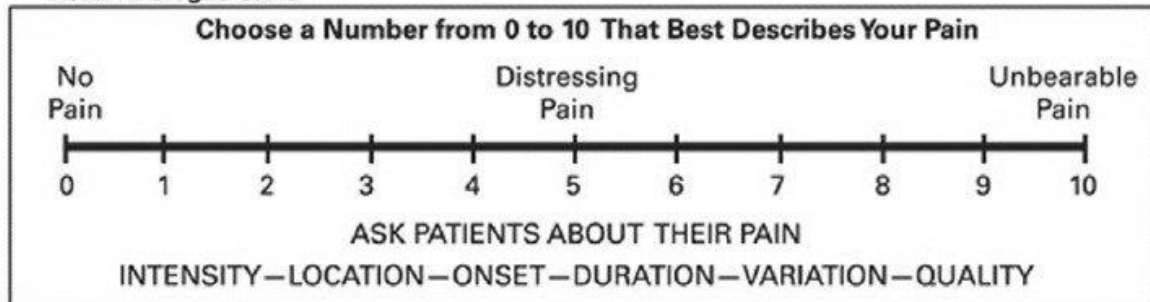 Choose a Number from 0 to 10 That Best Describes Your Pain
No Pain
Distressing Pain
Unbearable Pain
0 1 2 3 4 5 6 7 8 9 10
ASK PATIENTS ABOUT THEIR PAIN
INTENSITY—LOCATION—ONSET—DURATION—VARIATION—QUALITY